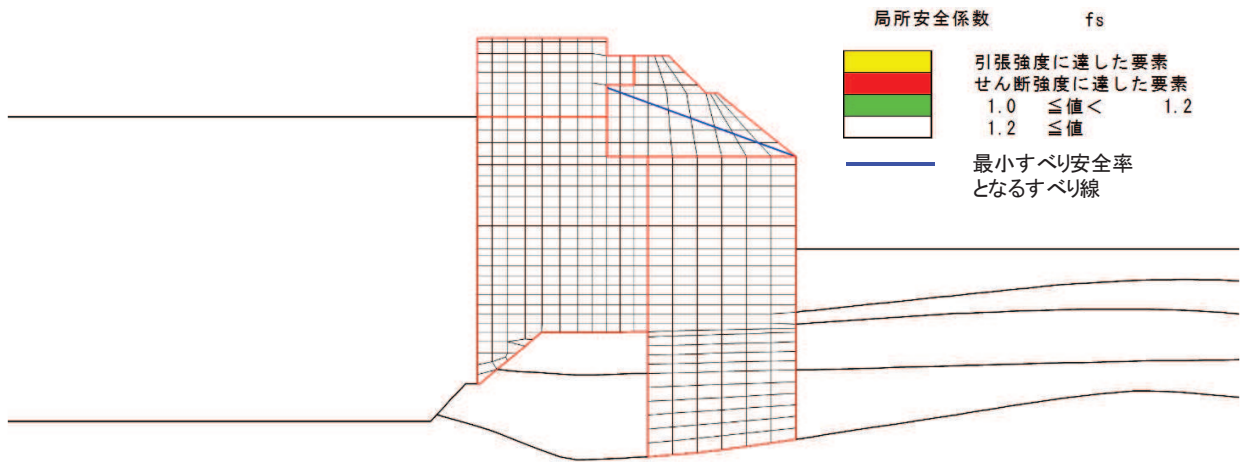 局所安全係数 fs
引張強度に達した要素
せん断強度に達した要素
1.0 ≦値< 1.2
1.2 ≦値
最小すべり安全率
となるすべり線